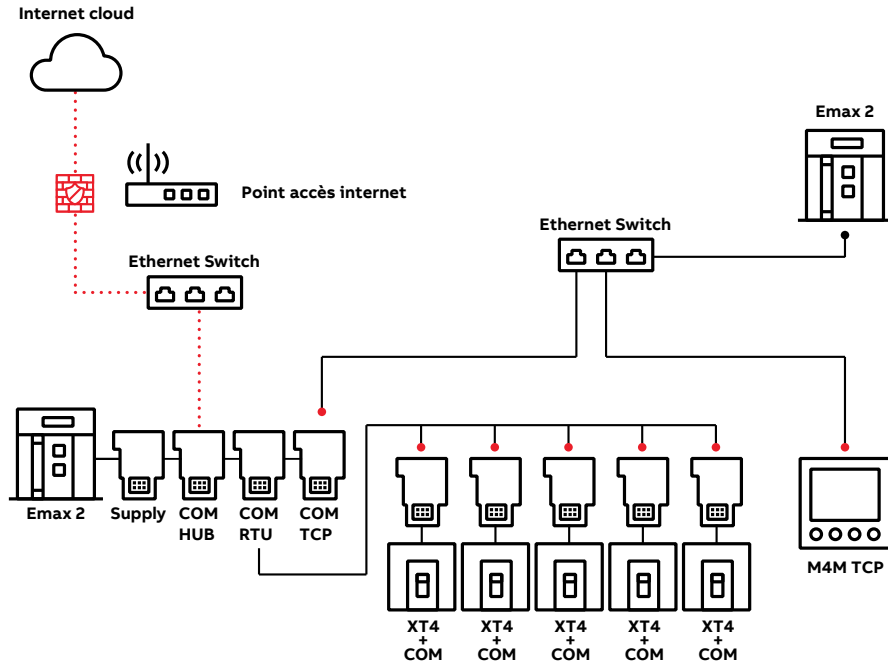 Internet cloud
Emax 2
Point accès internet
Ethernet Switch
Ethernet Switch
Emax 2
Supply
COM
HUB
COM
RTU
COM
TCP
M4M TCP
XT4
+
COM
XT4
+
COM
XT4
+
COM
XT4
+
COM
XT4
+
COM